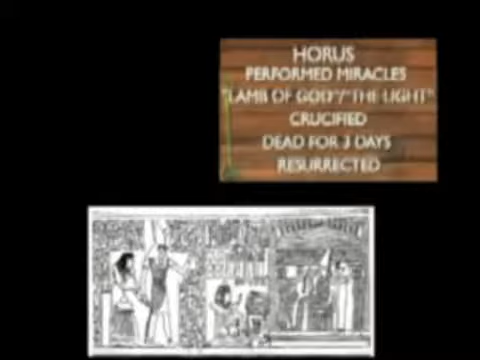 HORUS
PERFORMED MIRACLES
"LAMB OF GOD"/"THE LIGHT"
CRUCIFIED
DEAD FOR 3 DAYS
RESURRECTED